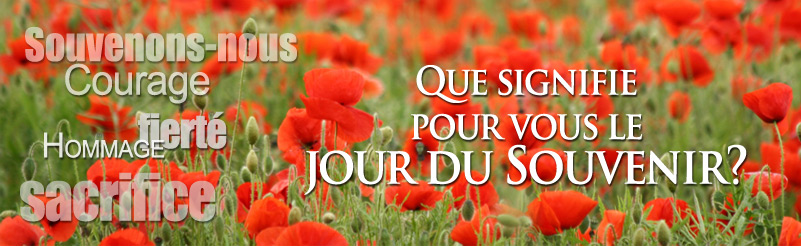 Souvenons-nous
Courage
Hommage
fierté
sacrifice
Que signifie
pour vous le
jour du Souvenir?